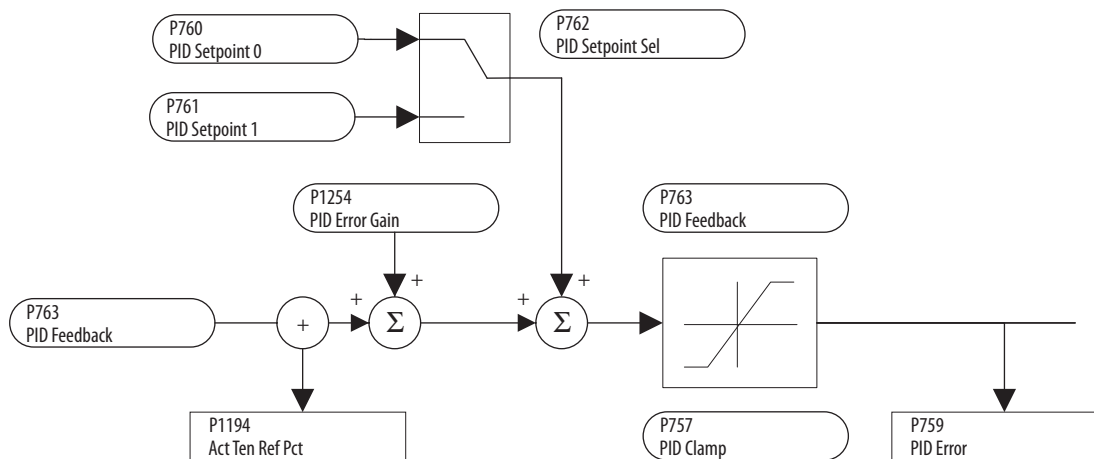 P760
PID Setpoint 0
P762
PID Setpoint Sel
P761
PID Setpoint 1
P1254
PID Error Gain
P763
PID Feedback
+
+
P763
PID Feedback
+
+
Σ
+
Σ
P1194
Act Ten Ref Pct
P757
PID Clamp
P759
PID Error